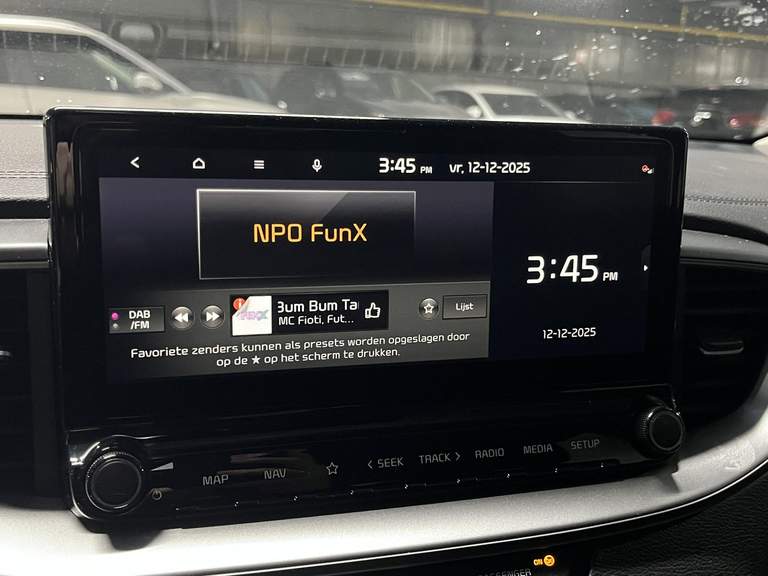 3:45 PM vr, 12-12-2025
NPO FunX
3:45 PM
12-12-2025
DAB
/FM
Bum Bum Ta
MC Fioti, Fut...
Lijst
Favoriete zenders kunnen als presets worden opgeslagen door
op de ★ op het scherm te drukken.
MAP NAV ☆ < SEEK TRACK > RADIO MEDIA SETUP
PASSENGER
ON